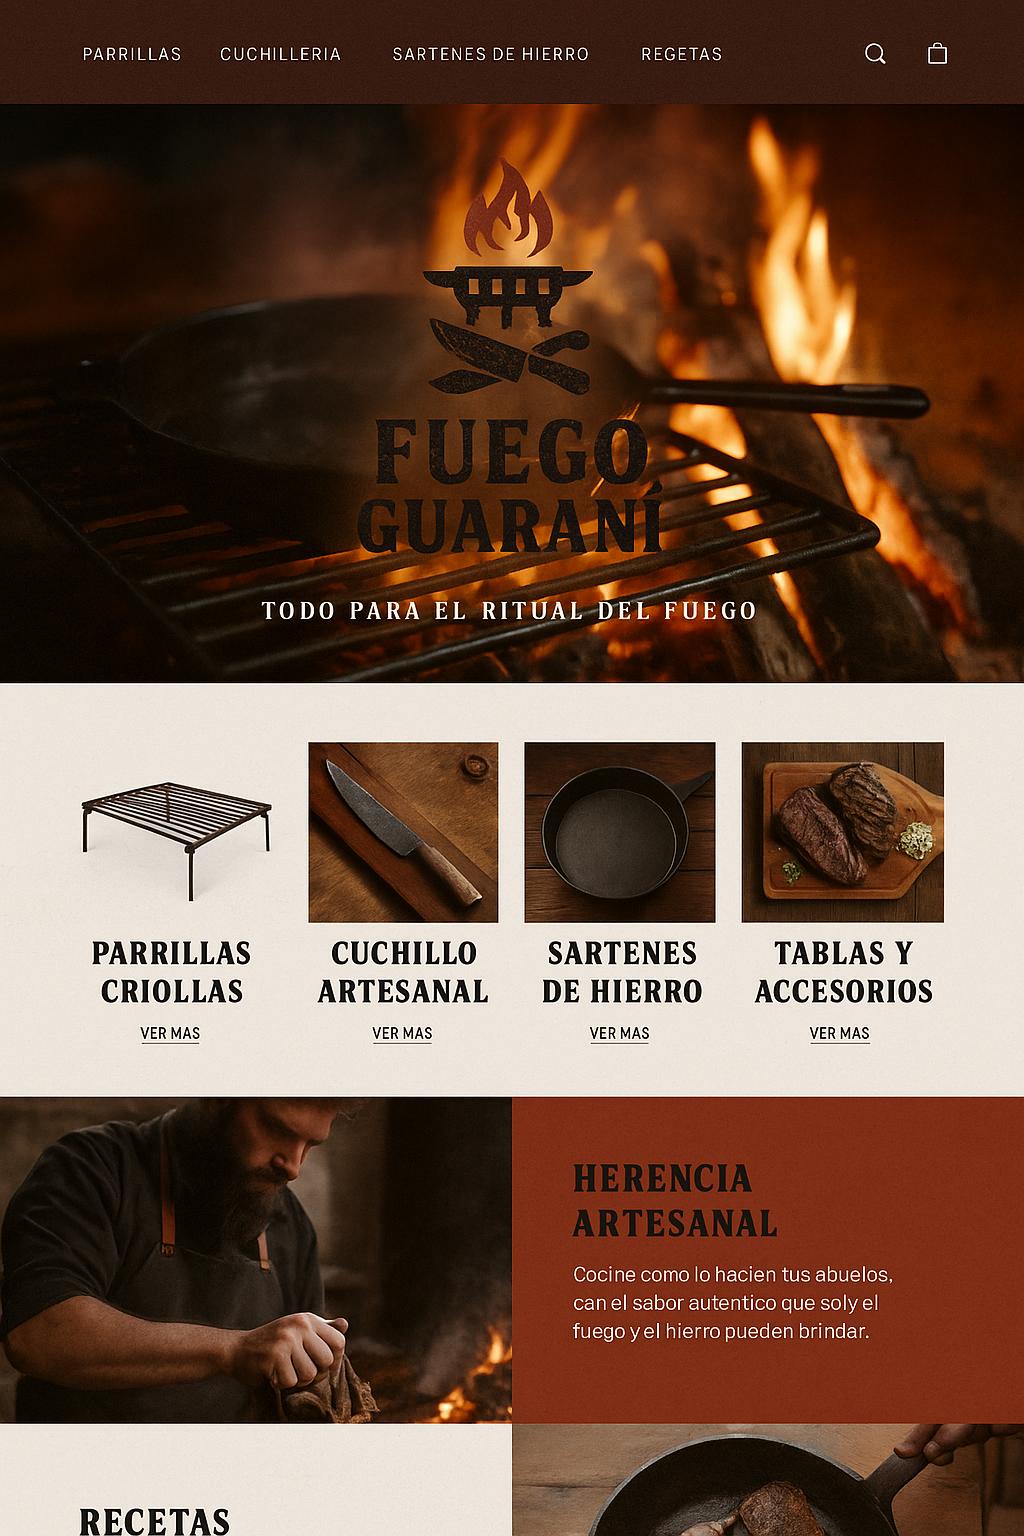 PARRILLAS CUCHILLERIA SARTENES DE HIERRO REGETAS
FUEGO
GUARANÍ
TODO PARA EL RITUAL DEL FUEGO
PARRILLAS
CRIOLLAS
VER MAS
CUCHILLO
ARTESANAL
VER MAS
SARTENES
DE HIERRO
VER MAS
TABLAS Y
ACCESORIOS
VER MAS
HERENCIA
ARTESANAL
Cocine como lo hacien tus abuelos,
can el sabor autentico que soly el
fuego y el hierro pueden brindar.
RECETAS